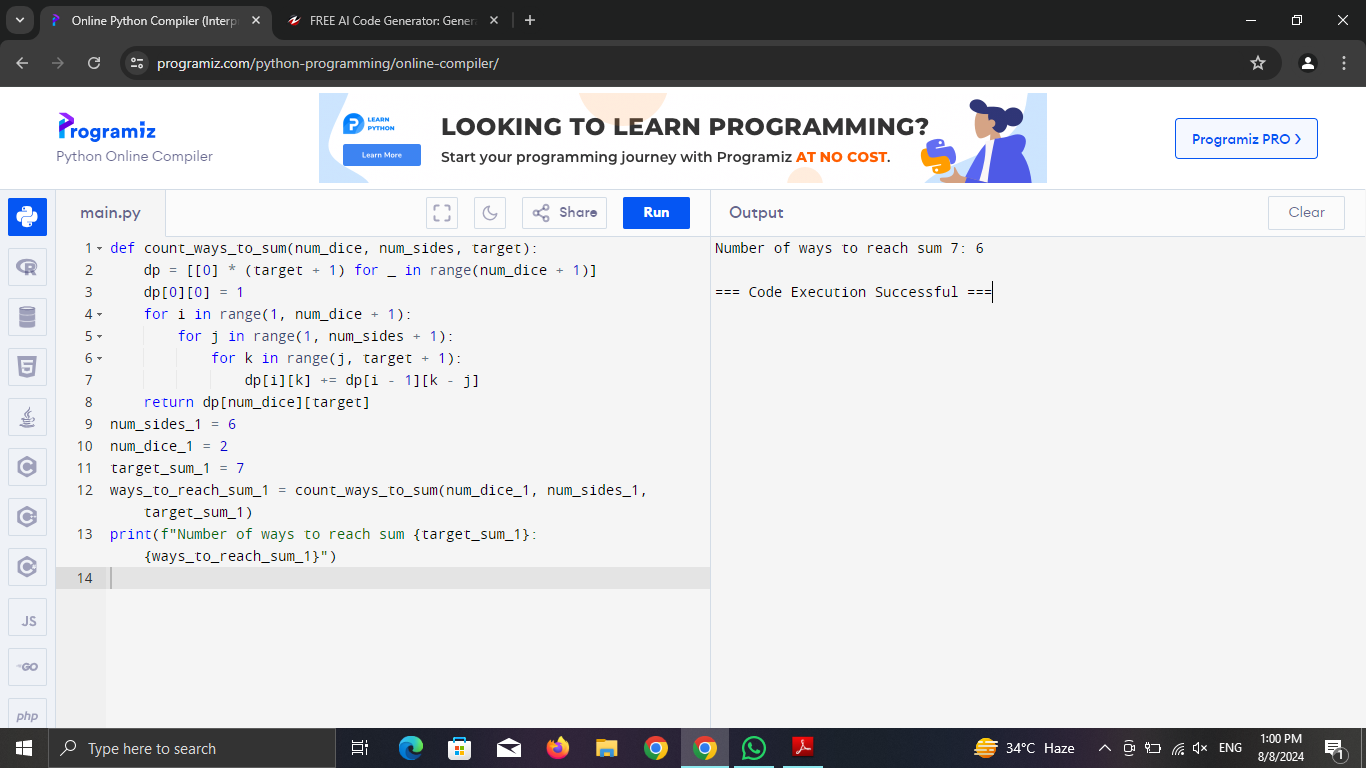 Online Python Compiler (Interp
FREE AI Code Generator: Gener
programiz.com/python-programming/online-compiler/
Programiz
Python Online Compiler
LEARN
PYTHON
Learn More
LOOKING TO LEARN PROGRAMMING?
Start your programming journey with Programiz AT NO COST.
Programiz PRO >
main.py
Share
Run
Output
Clear
1 def count_ways_to_sum(num_dice, num_sides, target):
2     dp = [[0] * (target + 1) for _ in range(num_dice + 1)]
3     dp[0][0] = 1
4     for i in range(1, num_dice + 1):
5         for j in range(1, num_sides + 1):
6             for k in range(j, target + 1):
7                 dp[i][k] += dp[i - 1][k - j]
8     return dp[num_dice][target]
9 num_sides_1 = 6
10 num_dice_1 = 2
11 target_sum_1 = 7
12 ways_to_reach_sum_1 = count_ways_to_sum(num_dice_1, num_sides_1,
target_sum_1)
13 print(f"Number of ways to reach sum {target_sum_1}:
{ways_to_reach_sum_1}")
14
Number of ways to reach sum 7: 6
=== Code Execution Successful ===
R
5
C
C
C
JS
GO
php
Type here to search
34°C Haze
ENG
1:00 PM
8/8/2024
1